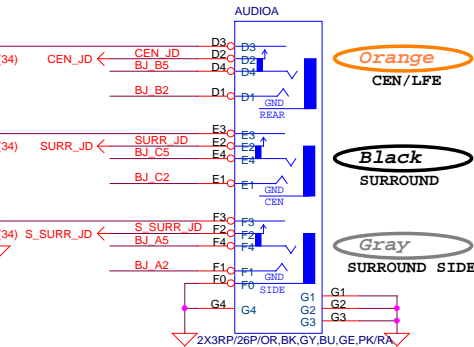 AUDIOA
D3 D3
34) CEN_JD CEN_JD D2 D2
BJ_B5 D4 D4
BJ_B2 D1 D1
GND
REAR
Orange
CEN/LFE
E3 E3
34) SURR_JD SURR_JD E2 E2
BJ_C5 E4 E4
BJ_C2 E1 E1
GND
CEN
Black
SURROUND
F3 F3
34) S_SURR_JD S_SURR_JD F2 F2
BJ_A5 F4 F4
BJ_A2 F1 F1
GND
F0 F0
SIDE
Gray
SURROUND SIDE
G4 G4
G1 G1
G2 G2
G3 G3
2X3RP/26P/OR,BK,GY,BU,GE,PK/RA